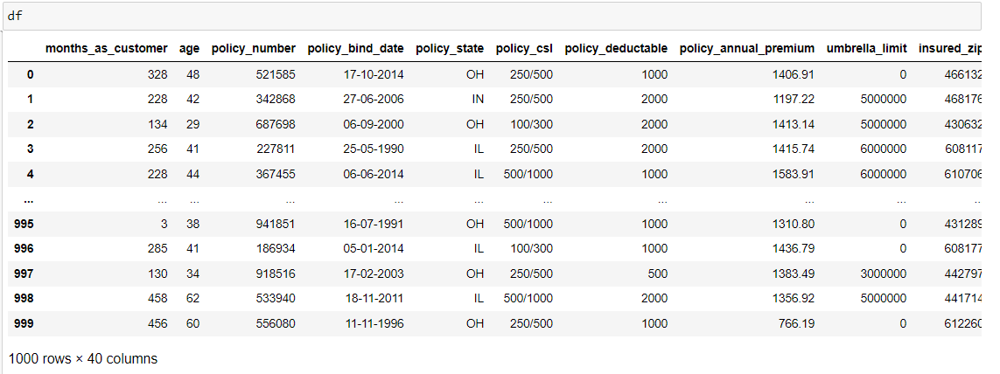 df
months_as_customer age policy_number policy_bind_date policy_state policy_csl policy_deductable policy_annual_premium umbrella_limit insured_zip
0 328 48 521585 17-10-2014 OH 250/500 1000 1406.91 0 466132
1 228 42 342868 27-06-2006 IN 250/500 2000 1197.22 5000000 468176
2 134 29 687698 06-09-2000 OH 100/300 2000 1413.14 5000000 430632
3 256 41 227811 25-05-1990 IL 250/500 2000 1415.74 6000000 608117
4 228 44 367455 06-06-2014 IL 500/1000 1000 1583.91 6000000 610706
... ... ... ... ... ... ... ... ... ... ...
995 3 38 941851 16-07-1991 OH 500/1000 1000 1310.80 0 431289
996 285 41 186934 05-01-2014 IL 100/300 1000 1436.79 0 608177
997 130 34 918516 17-02-2003 OH 250/500 500 1383.49 3000000 442797
998 458 62 533940 18-11-2011 IL 500/1000 2000 1356.92 5000000 441714
999 456 60 556080 11-11-1996 OH 250/500 1000 766.19 0 612260
1000 rows × 40 columns